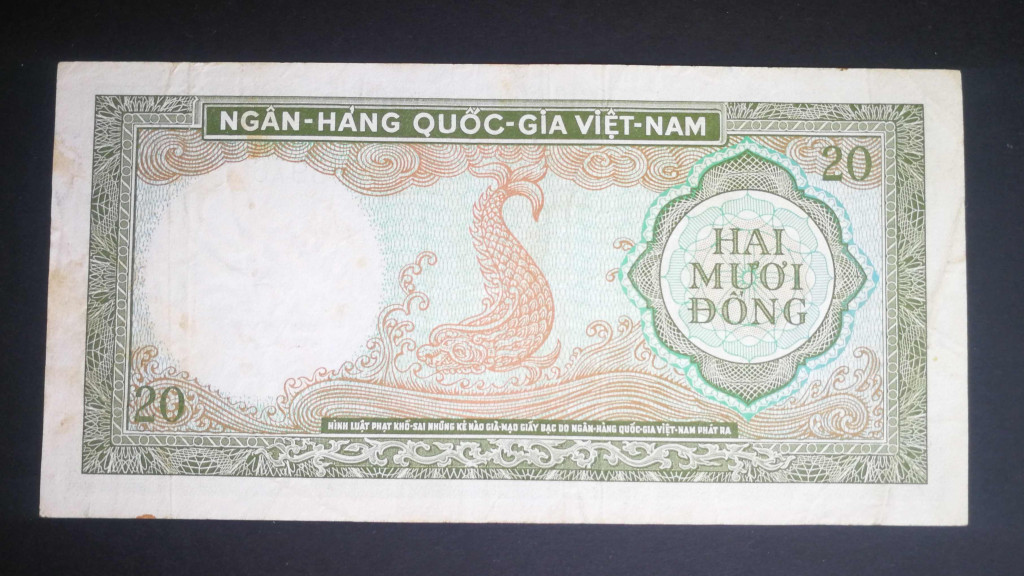 NGÂN-HÀNG QUỐC-GIA VIỆT-NAM
20
HAI
MƯƠI
ĐỒNG
20
HÌNH LUẬT PHẠT KHỔ-SAI NHỮNG KẺ NÀO GIẢ-MẠO GIẤY BẠC DO NGÂN-HÀNG QUỐC-GIA VIỆT-NAM PHÁT RA